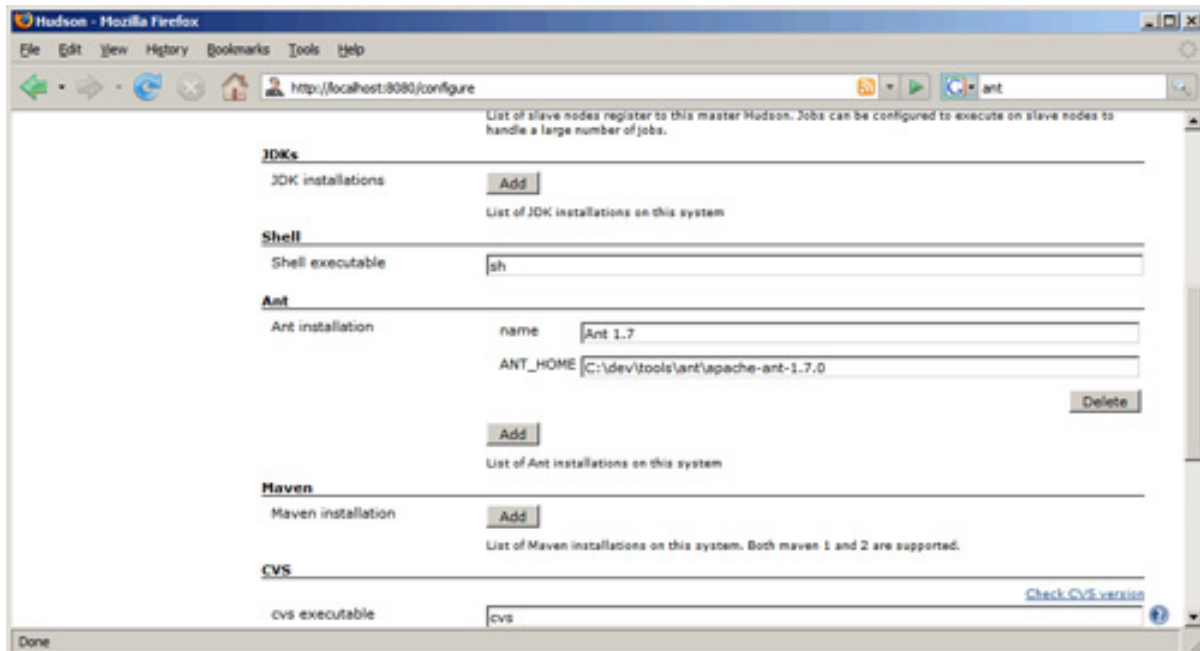 Hudson - Mozilla Firefox
File Edit View History Bookmarks Tools Help
http://localhost:8080/configure
G ant
List of slave nodes register to this master Hudson. Jobs can be configured to execute on slave nodes to
handle a large number of jobs.
JDKs
JDK installations Add
List of JDK installations on this system
Shell
Shell executable sh
Ant
Ant installation name Ant 1.7
ANT_HOME C:\dev\tools\ant\apache-ant-1.7.0
Delete
Add
List of Ant installations on this system
Maven
Maven installation Add
List of Maven installations on this system. Both maven 1 and 2 are supported.
CVS
Check CVS version
cvs executable cvs
Done